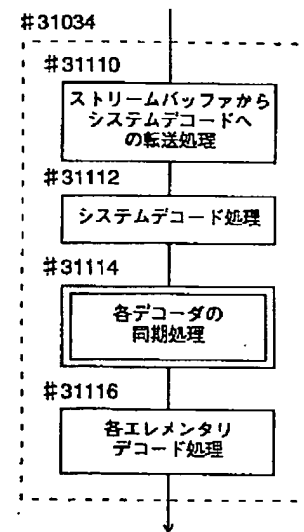 #31034
#31110
ストリームバッファから
システムデコードへ
の転送処理
#31112
システムデコード処理
#31114
各デコーダの
同期処理
#31116
各エレメンタリ
デコード処理